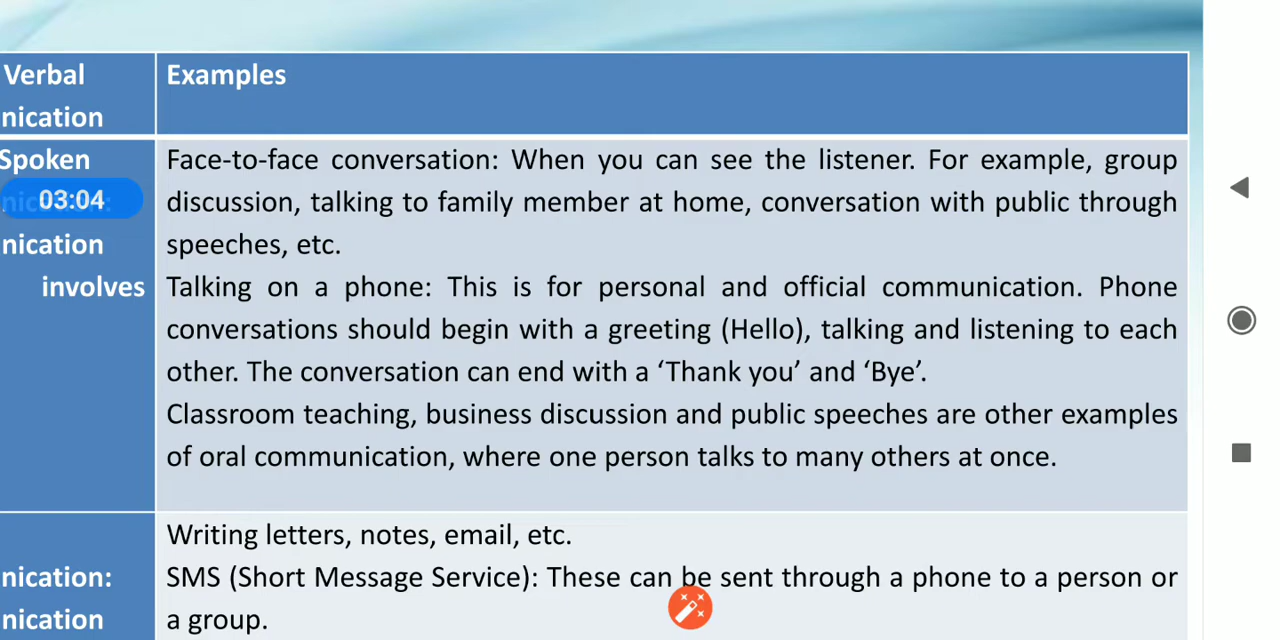 Verbal
nication
Examples
Spoken
03:04
nication
involves
Face-to-face conversation: When you can see the listener. For example, group
discussion, talking to family member at home, conversation with public through
speeches, etc.
Talking on a phone: This is for personal and official communication. Phone
conversations should begin with a greeting (Hello), talking and listening to each
other. The conversation can end with a ‘Thank you’ and ‘Bye’.
Classroom teaching, business discussion and public speeches are other examples
of oral communication, where one person talks to many others at once.
nication:
nication
Writing letters, notes, email, etc.
SMS (Short Message Service): These can be sent through a phone to a person or
a group.